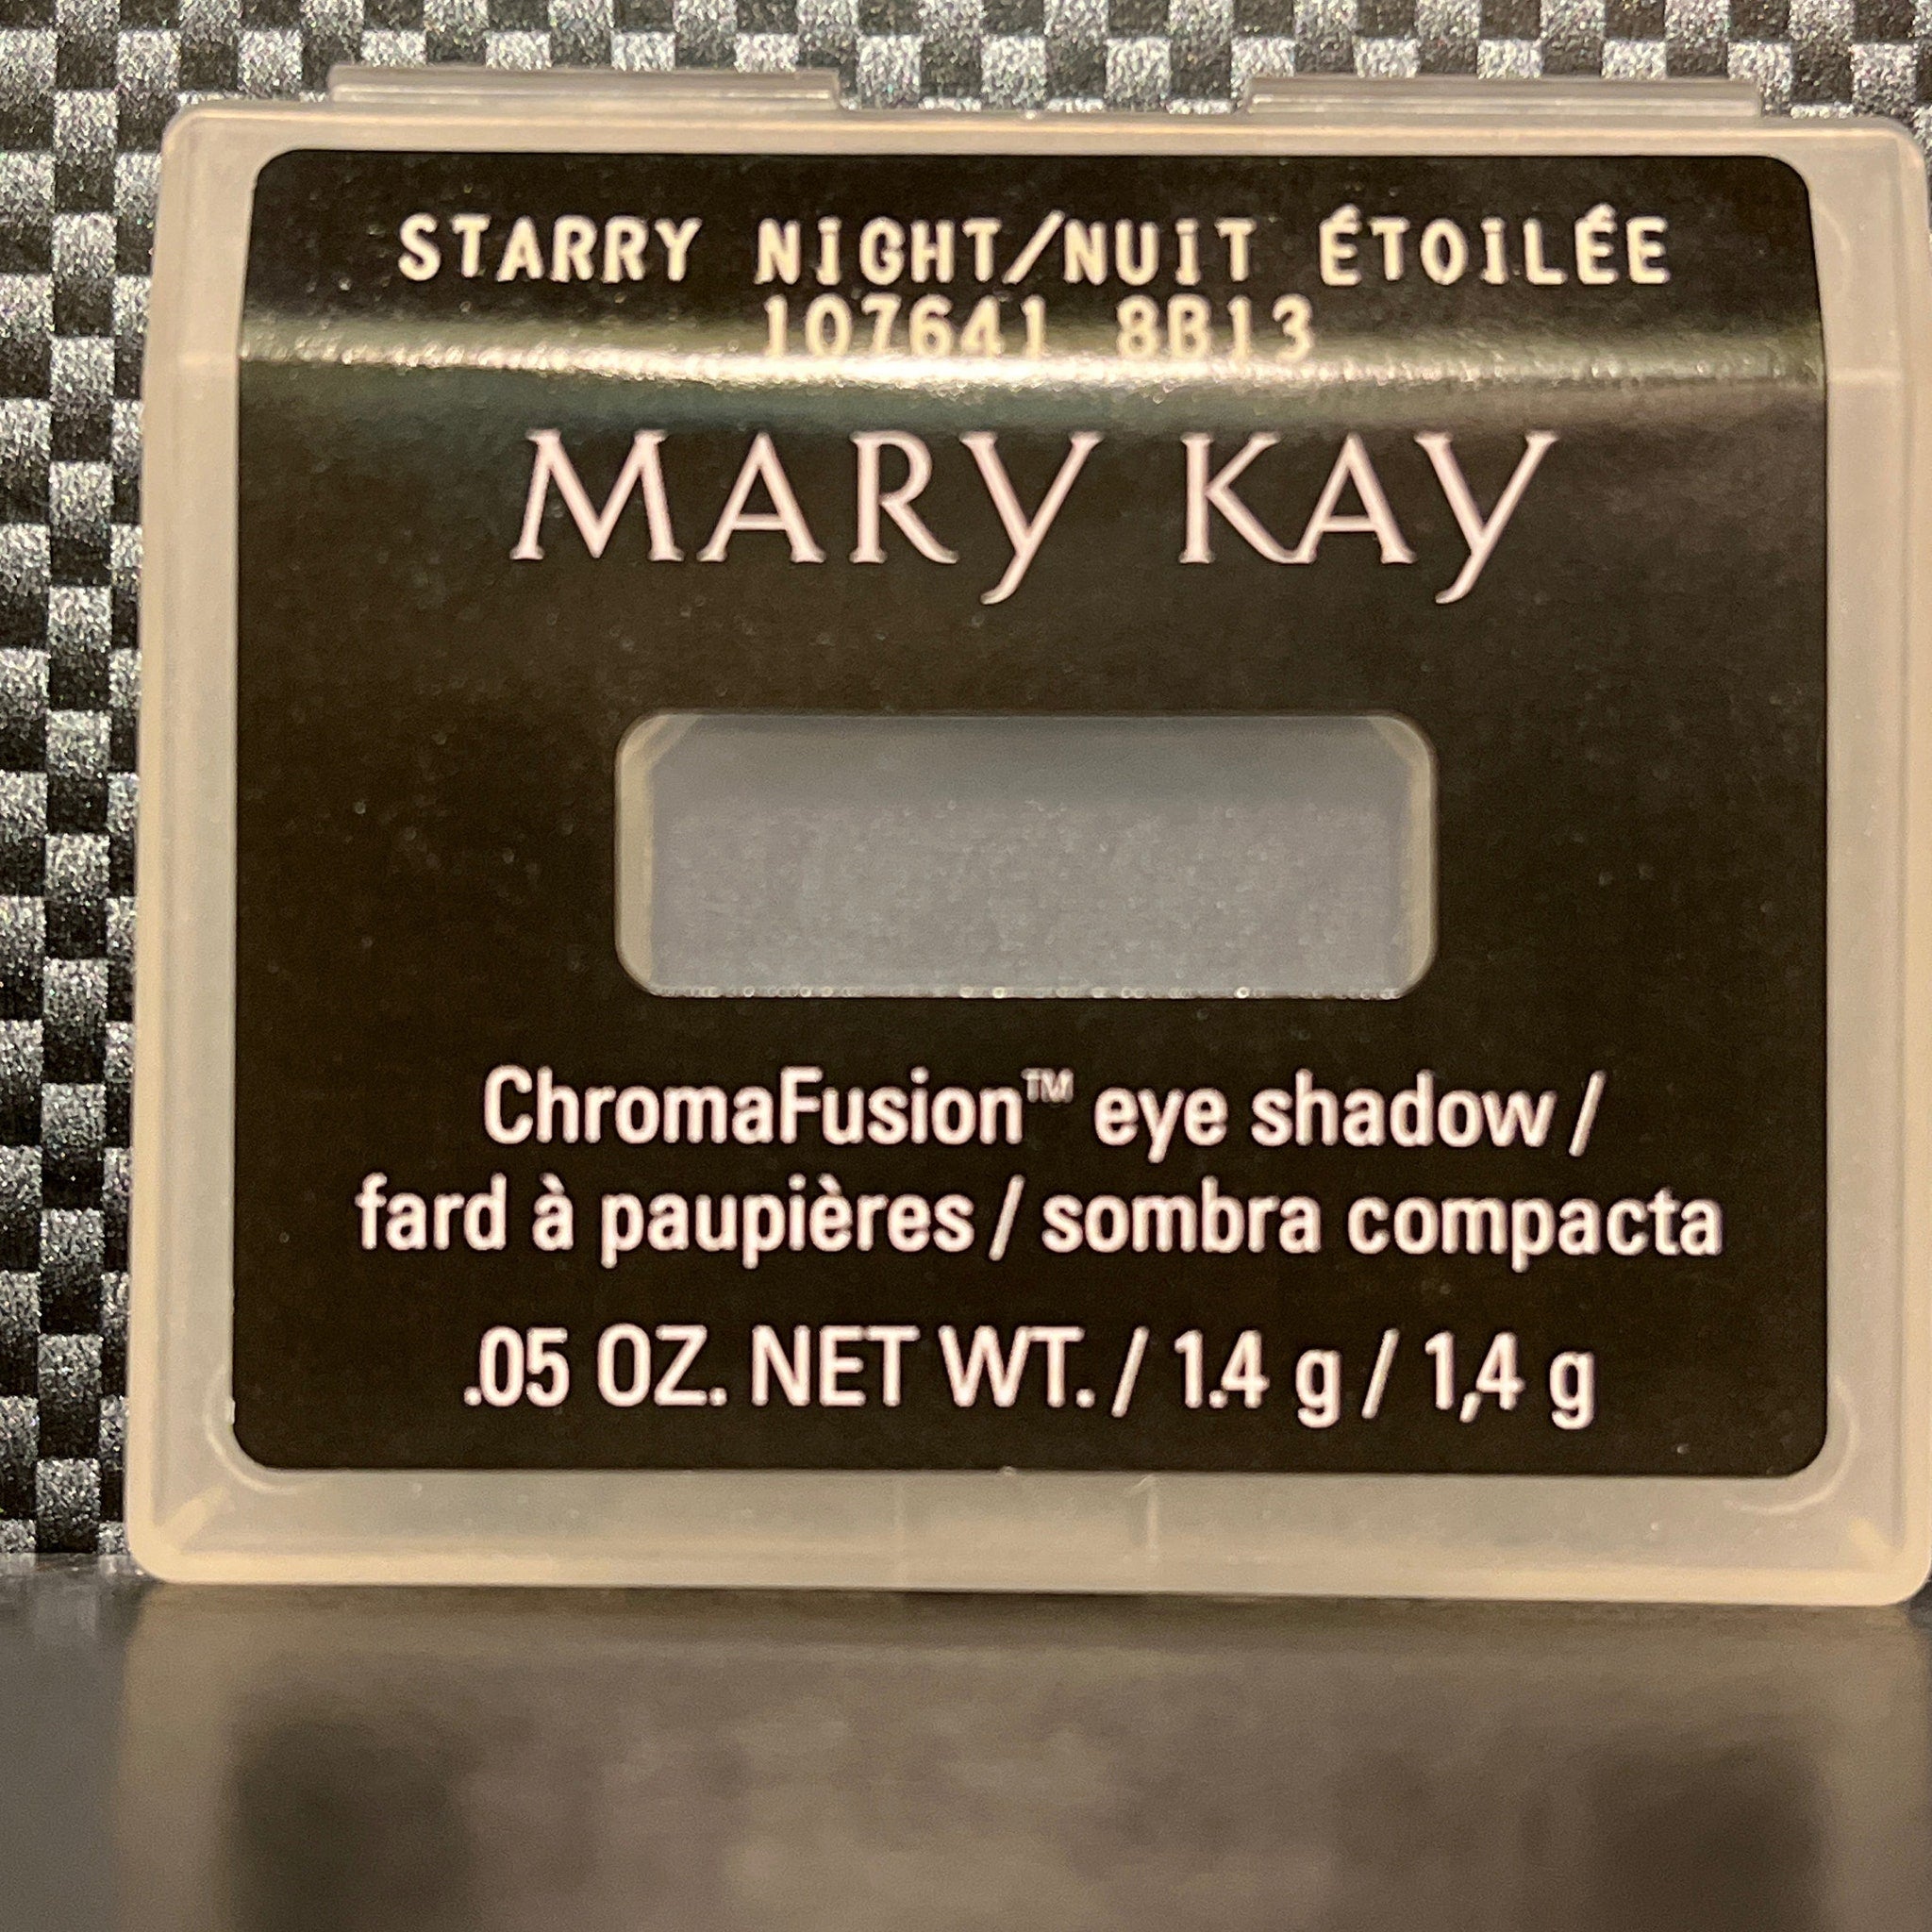 STARRY NIGHT/NUIT ÉTOILÉE
107641 8B13
MARY KAY
ChromaFusion™ eye shadow /
fard à paupières / sombra compacta
.05 OZ. NET WT. / 1.4 g / 1,4 g